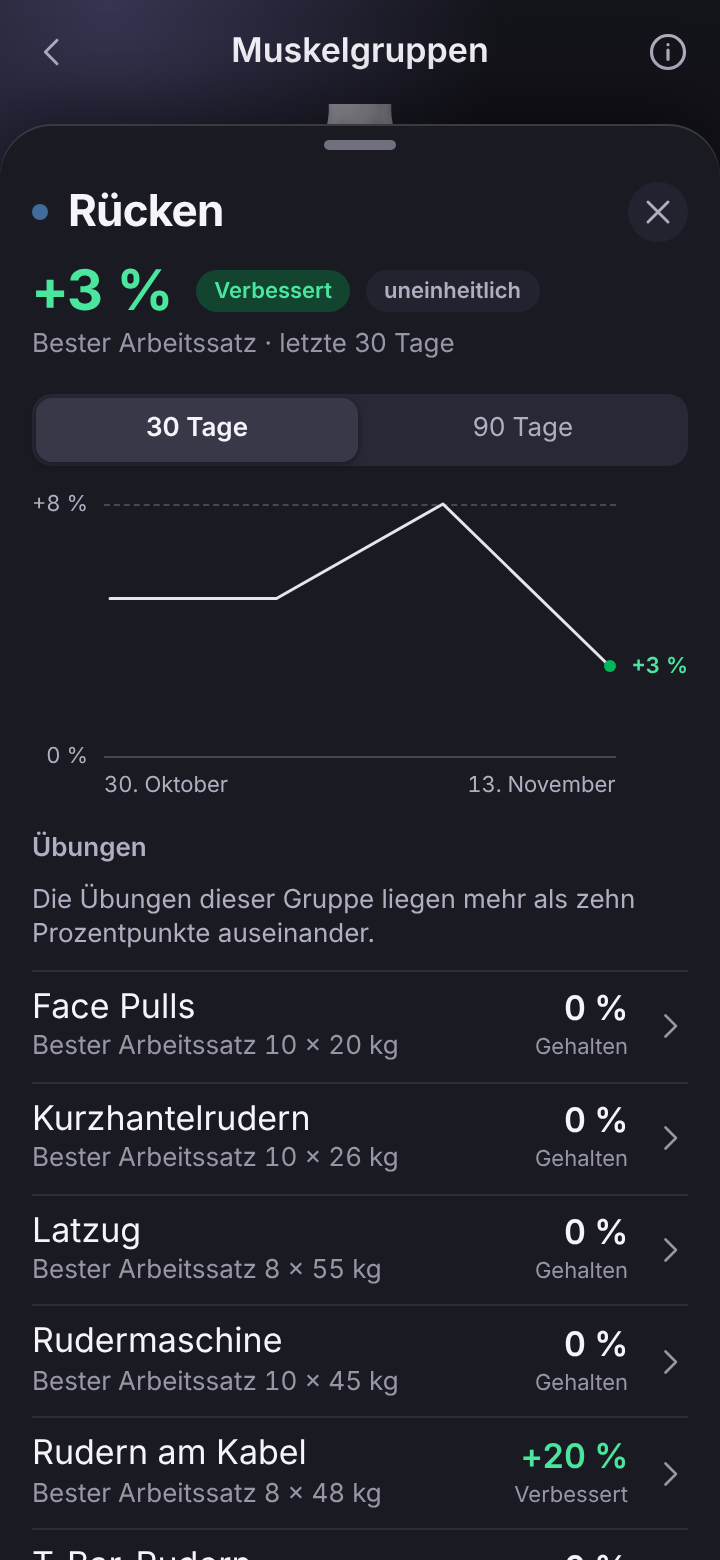 Muskelgruppen
Rücken
+3 %
Verbessert
uneinheitlich
Bester Arbeitssatz · letzte 30 Tage
30 Tage
90 Tage
+8 %
+3 %
0 %
30. Oktober
13. November
Übungen
Die Übungen dieser Gruppe liegen mehr als zehn
Prozentpunkte auseinander.
Face Pulls
0 %
Bester Arbeitssatz 10 × 20 kg
Gehalten
Kurzhantelrudern
0 %
Bester Arbeitssatz 10 × 26 kg
Gehalten
Latzug
0 %
Bester Arbeitssatz 8 × 55 kg
Gehalten
Rudermaschine
0 %
Bester Arbeitssatz 10 × 45 kg
Gehalten
Rudern am Kabel
+20 %
Bester Arbeitssatz 8 × 48 kg
Verbessert
T-Bar-Rudern
0 %